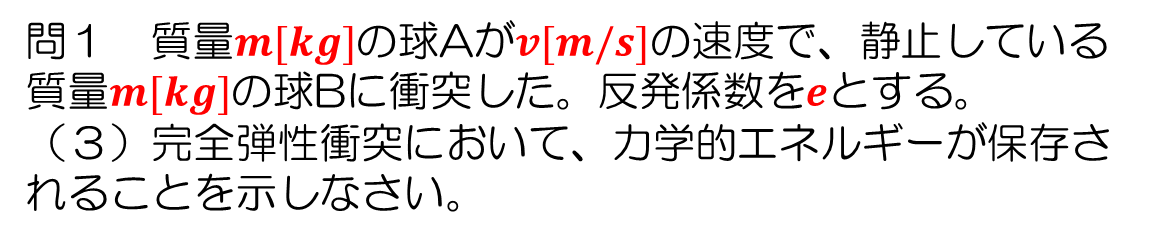 問１　質量m[kg]の球Aがv[m/s]の速度で、静止している
質量m[kg]の球Bに衝突した。反発係数をeとする。
（３）完全弾性衝突において、力学的エネルギーが保存さ
れることを示しなさい。